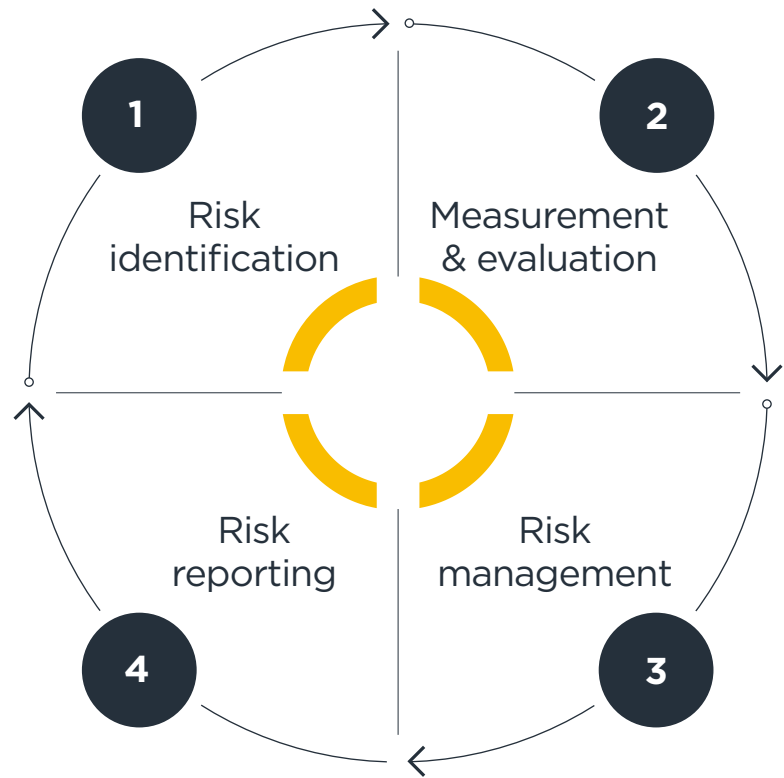 1
Risk
identification
2
Measurement
& evaluation
3
Risk
management
4
Risk
reporting